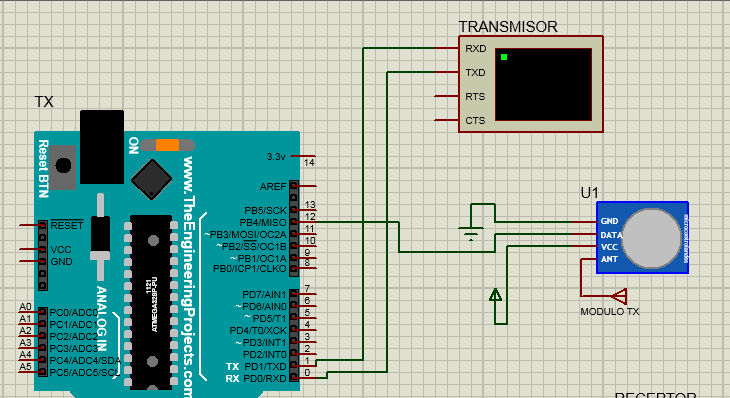 TRANSMISOR
RXD
TXD
RTS
CTS
TX
ON
Reset BTN
www.TheEngineeringProjects.com
1121
ATMEGA328P-PU
ANALOG IN
RESET
VCC
GND
A0 PC0/ADC0
A1 PC1/ADC1
A2 PC2/ADC2
A3 PC3/ADC3
A4 PC4/ADC4/SDA
A5 PC5/ADC5/SCL
3.3v 14
AREF
PB5/SCK 13
PB4/MISO 12
~PB3/MOSI/OC2A 11
~PB2/SS/OC1B 10
~PB1/OC1A 9
PB0/ICP1/CLKO 8
PD7/AIN1 7
~PD6/AIN0 6
~PD5/T1 5
PD4/T0/XCK 4
~PD3/INT1 3
PD2/INT0 2
TX PD1/TXD 1
RX PD0/RXD 0
U1
GND
DATA
VCC
ANT
MODULO TX
RECEPTOR